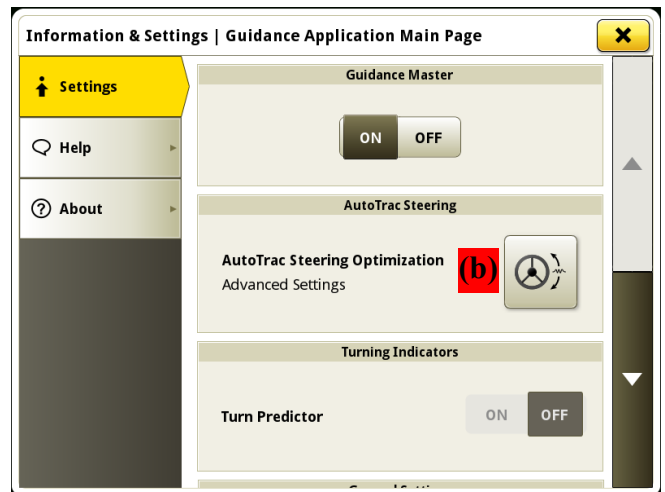 Information & Settings | Guidance Application Main Page
Settings
Help
About
Guidance Master
ON OFF
AutoTrac Steering
AutoTrac Steering Optimization
Advanced Settings
(b)
Turning Indicators
Turn Predictor
ON OFF